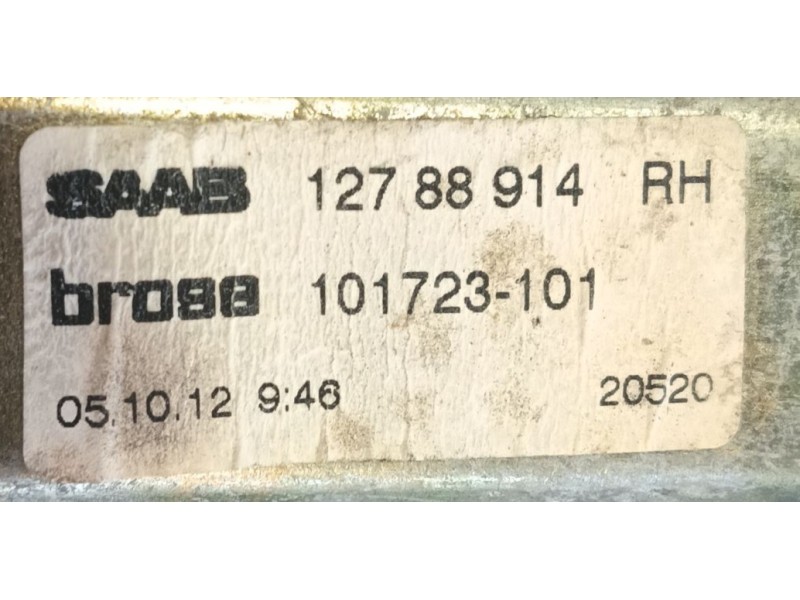 SAAB 127 88 914 RH
brose 101723-101
05.10.12 9:46 20520